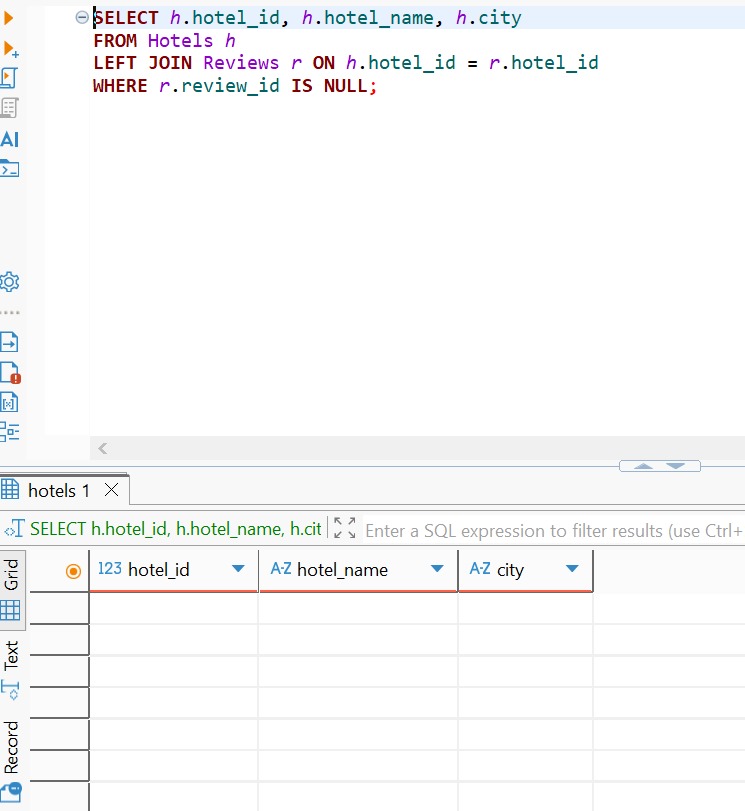 SELECT h.hotel_id, h.hotel_name, h.city
FROM Hotels h
LEFT JOIN Reviews r ON h.hotel_id = r.hotel_id
WHERE r.review_id IS NULL;
AI
hotels 1
SELECT h.hotel_id, h.hotel_name, h.cit
Enter a SQL expression to filter results (use Ctrl+
Grid
123 hotel_id
A-Z hotel_name
A-Z city
Text
Record